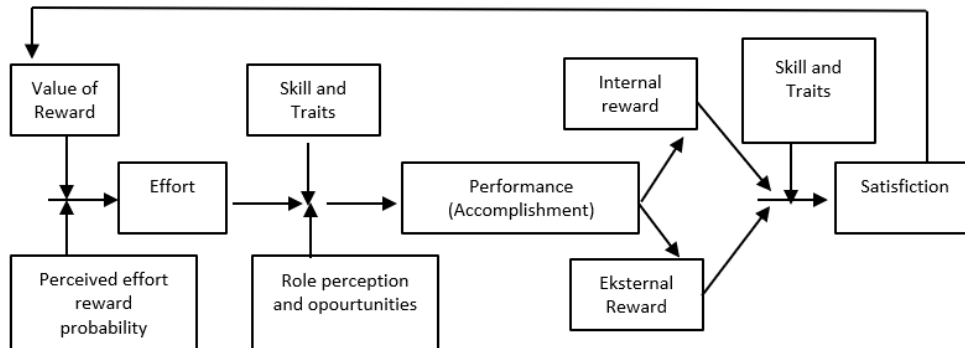 Value of
Reward
Skill and
Traits
Internal
reward
Skill and
Traits
Effort
Performance
(Accomplishment)
Satisfiction
Perceived effort
reward
probability
Role perception
and opourtunities
Eksternal
Reward